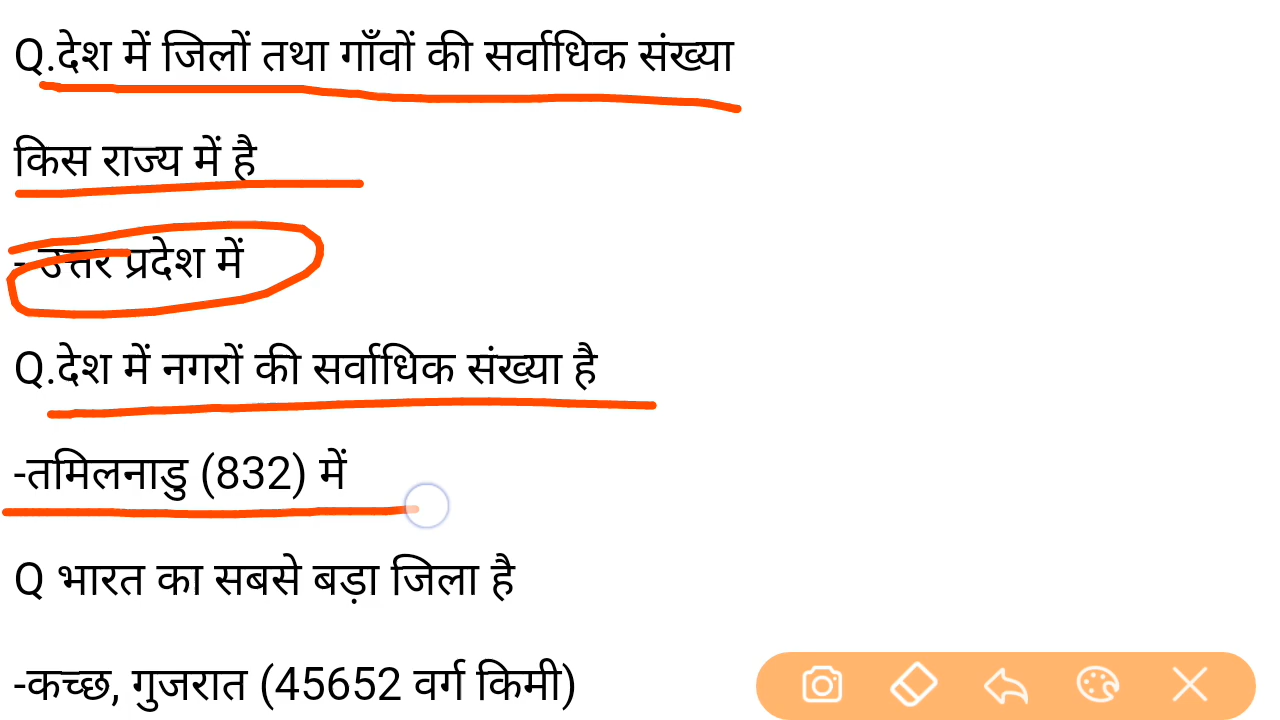 Q.देश में जिलों तथा गाँवों की सर्वाधिक संख्या
किस राज्य में है
- उत्तर प्रदेश में
Q.देश में नगरों की सर्वाधिक संख्या है
-तमिलनाडु (832) में
Q भारत का सबसे बड़ा जिला है
-कच्छ, गुजरात (45652 वर्ग किमी)